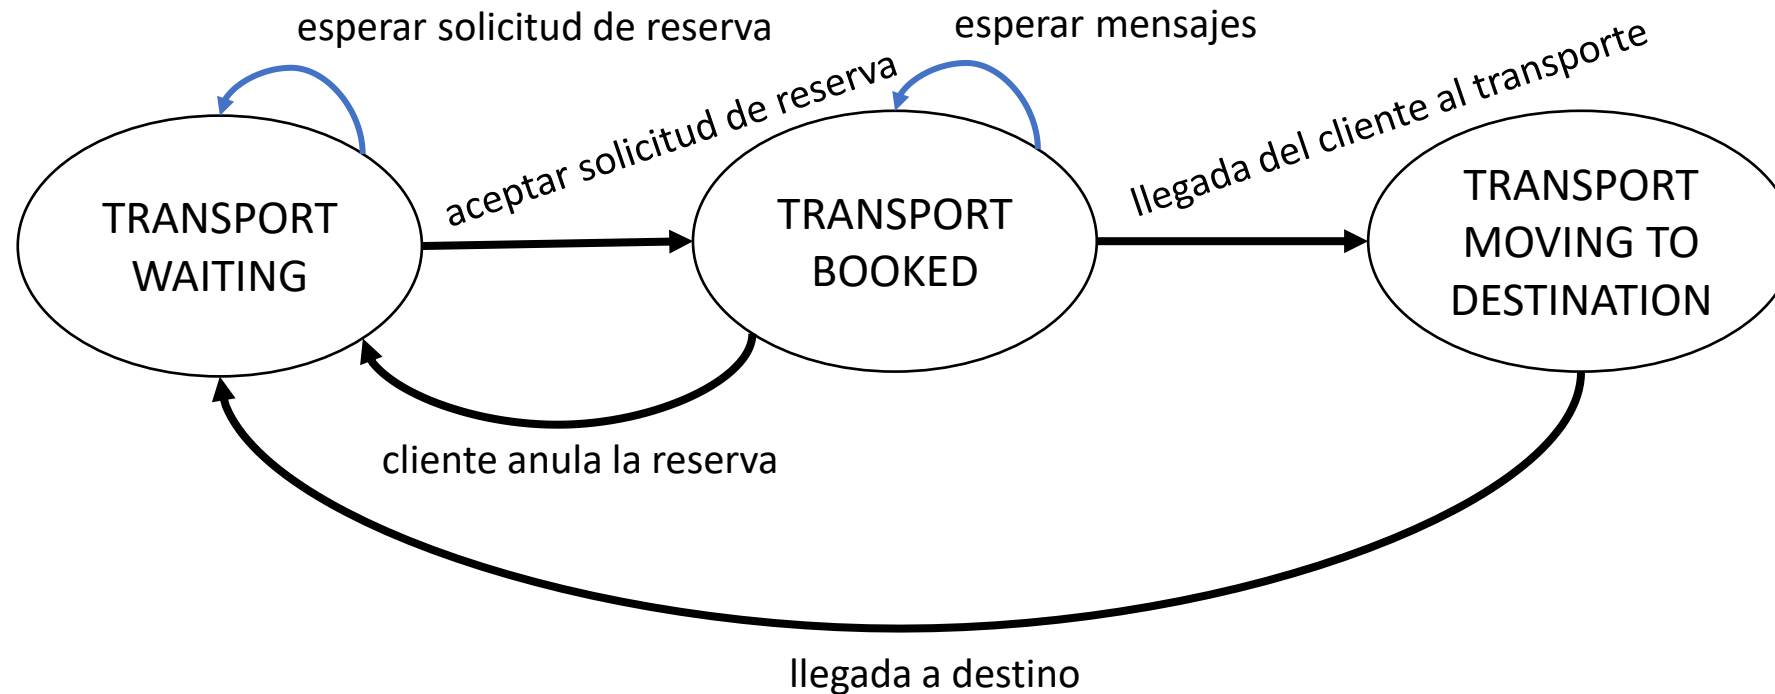 esperar solicitud de reserva
esperar mensajes
aceptar solicitud de reserva
llegada del cliente al transporte
TRANSPORT
WAITING
TRANSPORT
BOOKED
TRANSPORT
MOVING TO
DESTINATION
cliente anula la reserva
llegada a destino